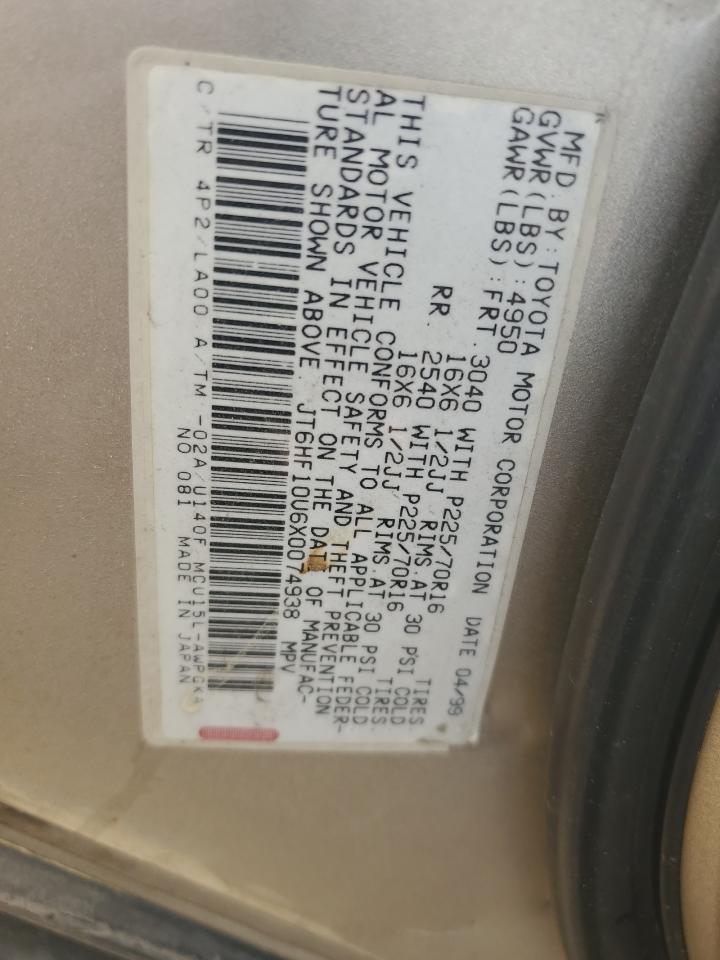 MFD.BY:TOYOTA MOTOR CORPORATION DATE 04/99
GVWR(LBS):4950
GAWR(LBS):FRT.3040 WITH P225/70R16 TIRES
16X6 1/2JJ RIMS.AT 30 PSI COLD
RR. 2540 WITH P225/70R16 TIRES
16X6 1/2JJ RIMS.AT 30 PSI COLD
THIS VEHICLE CONFORMS TO ALL APPLICABLE FEDER-
AL MOTOR VEHICLE SAFETY AND THEFT PREVENTION
STANDARDS IN EFFECT ON THE DATE OF MANUFAC-
TURE SHOWN ABOVE. JT6HF10U6X0074938 MPV
C/TR 4P2/LA00 A/TM -02A/U140F MCU15L-AWPGKA
NO.081 MADE IN JAPAN